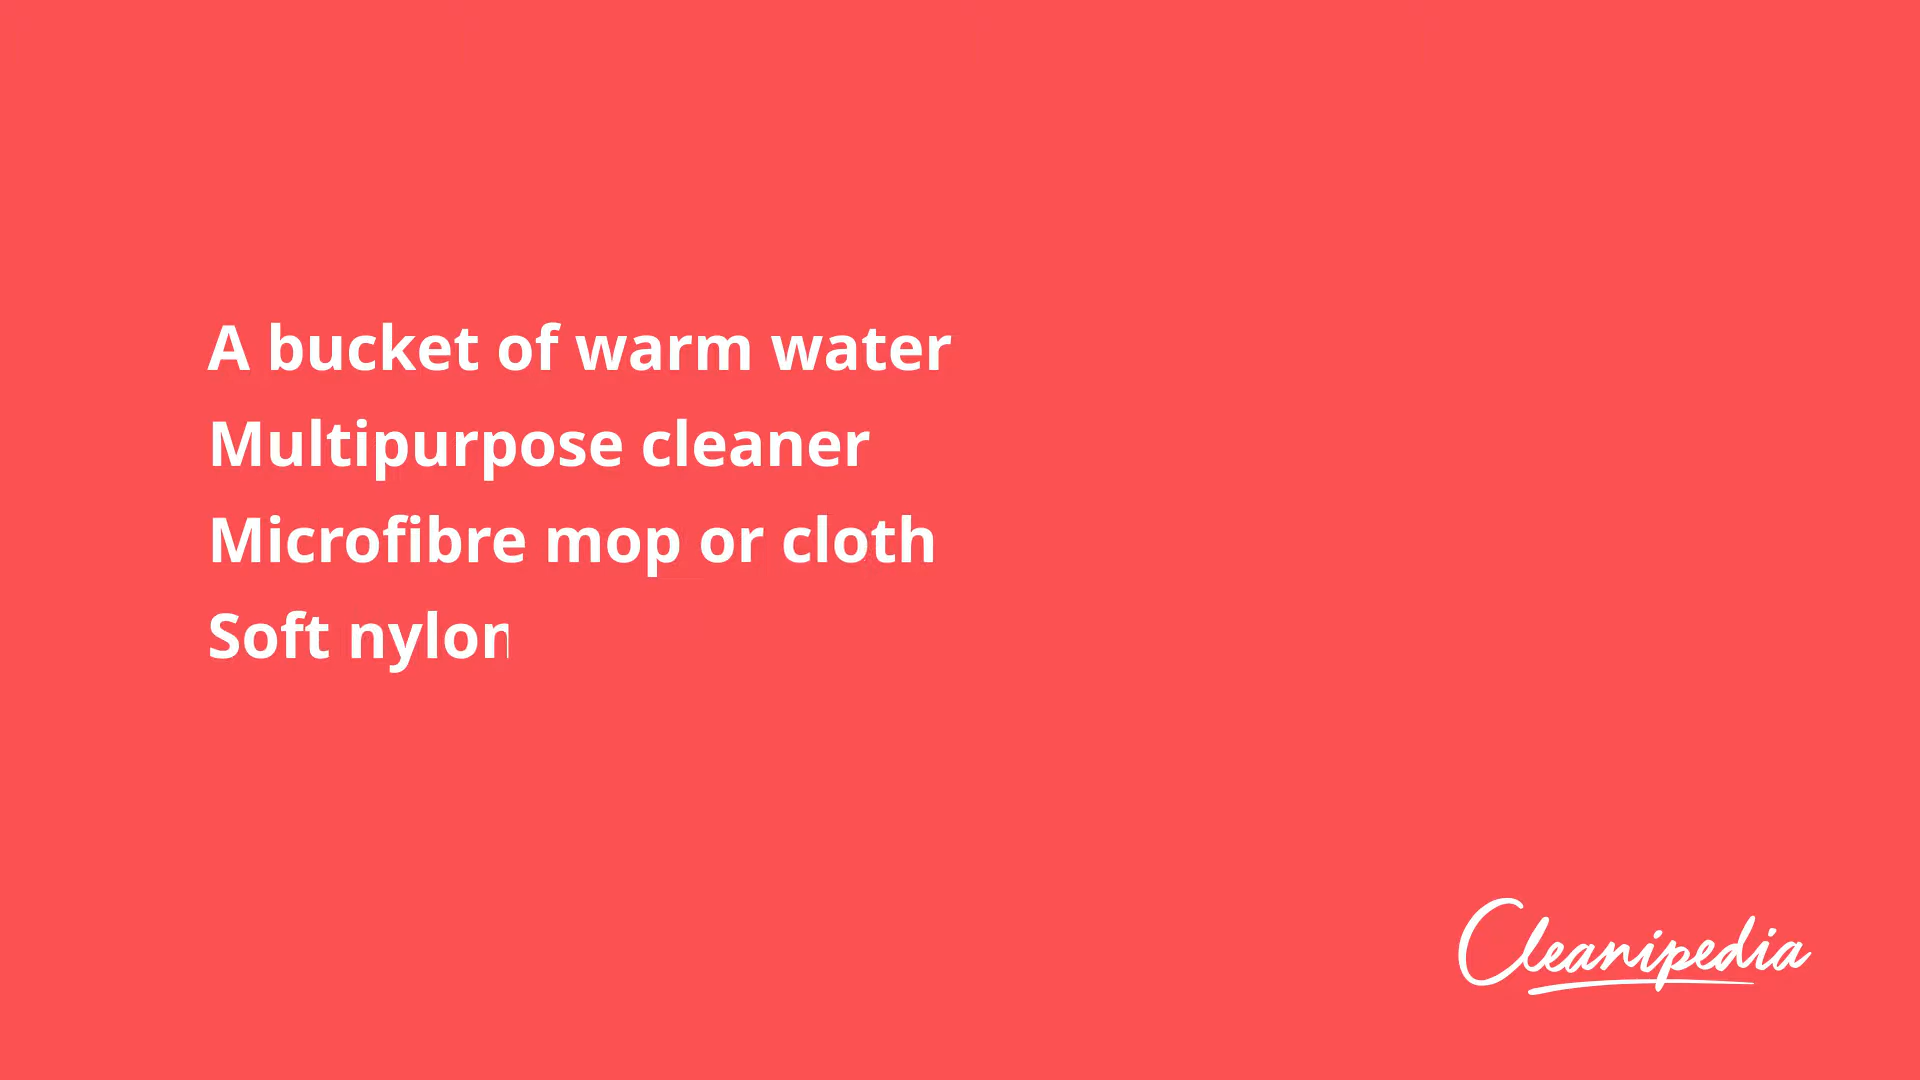 A bucket of warm water
Multipurpose cleaner
Microfibre mop or cloth
Soft nylon
Cleanipedia